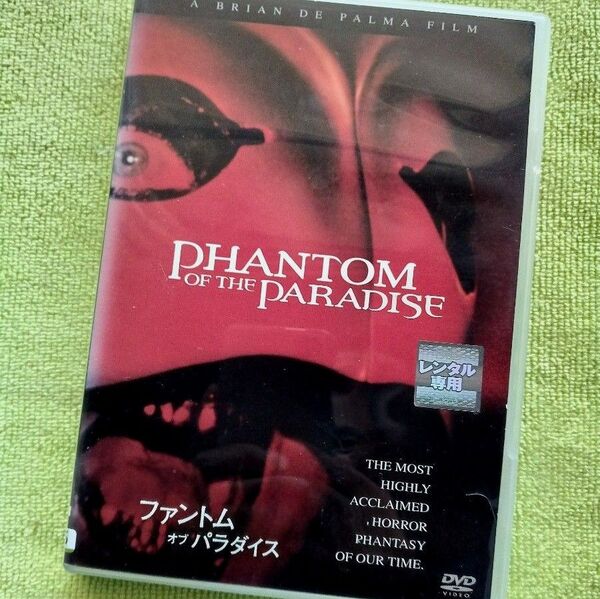 A BRIAN DE PALMA FILM
PHANTOM
OF THE PARADISE
レンタル
専用
THE MOST
HIGHLY
ACCLAIMED
HORROR
PHANTASY
OF OUR TIME.
ファントム
オブ パラダイス
DVD
VIDEO